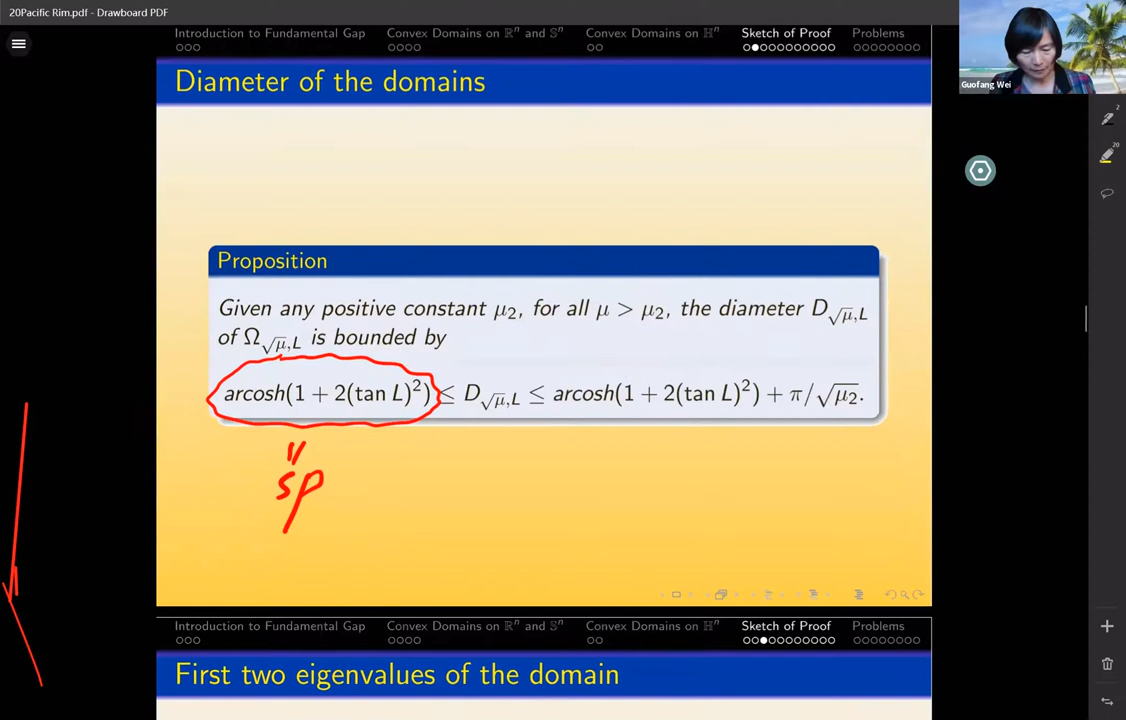 20Pacific Rim.pdf - Drawboard PDF
Introduction to Fundamental Gap Convex Domains on ℝⁿ and 𝕊ⁿ Convex Domains on ℍⁿ Sketch of Proof Problems
Guofang Wei
2
20
Diameter of the domains
Proposition
Given any positive constant μ₂, for all μ > μ₂, the diameter D_{√μ,L}
of Ω_{√μ,L} is bounded by
arcosh(1 + 2(tan L)²) ≤ D_{√μ,L} ≤ arcosh(1 + 2(tan L)²) + π/√μ₂.
Introduction to Fundamental Gap Convex Domains on ℝⁿ and 𝕊ⁿ Convex Domains on ℍⁿ Sketch of Proof Problems
First two eigenvalues of the domain